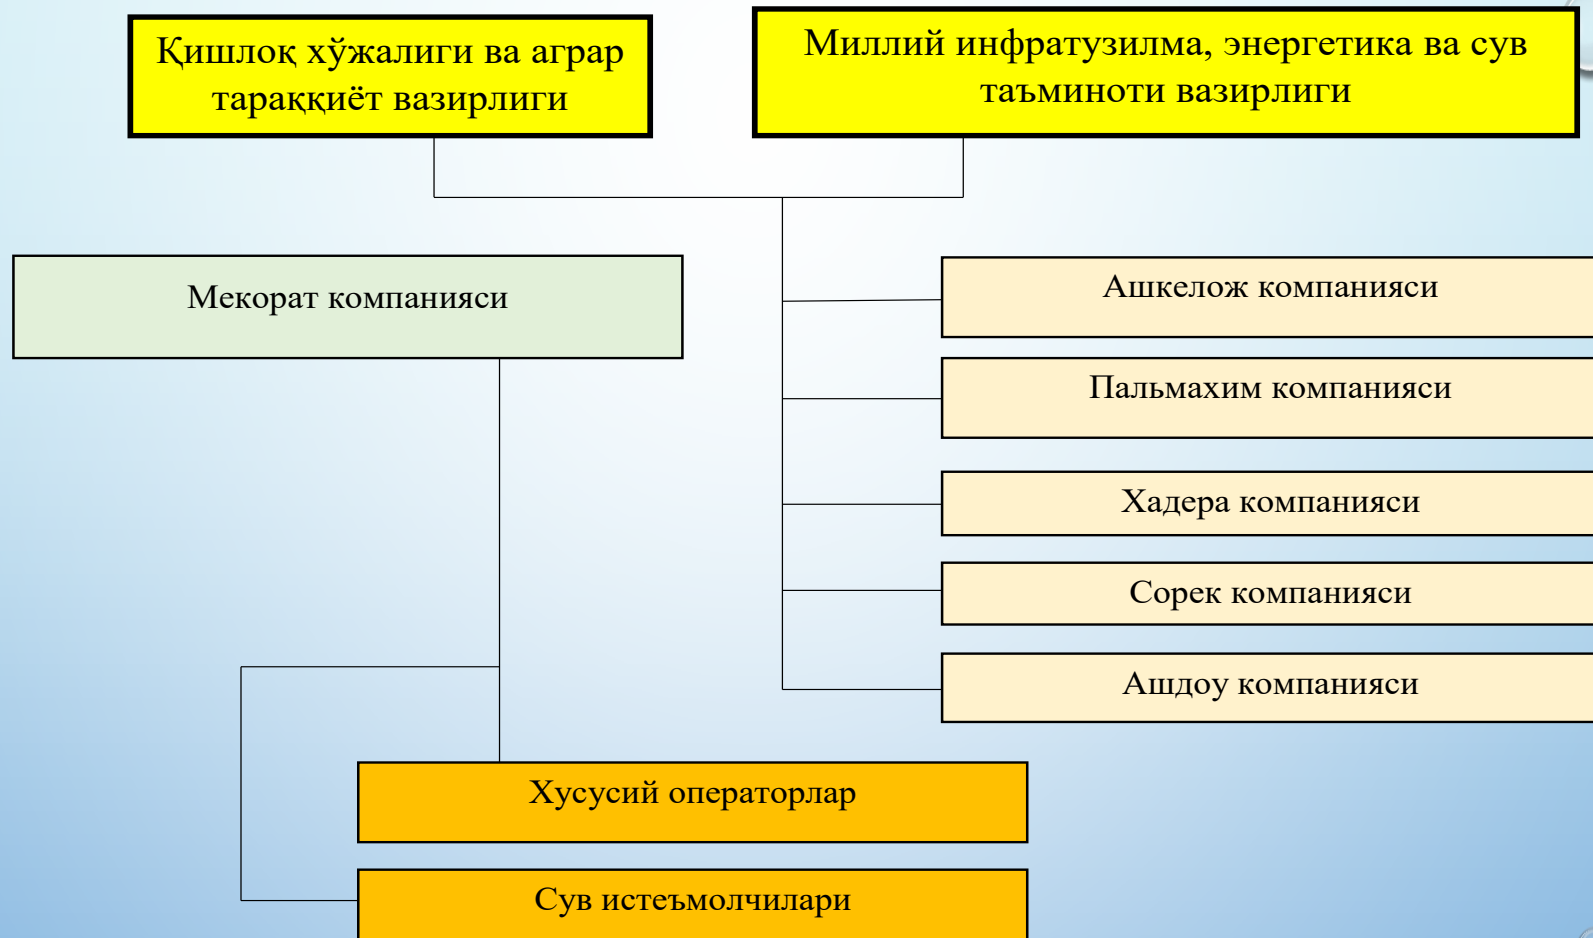 Қишлоқ хўжалиги ва аграр
тараққиёт вазирлиги
Миллий инфратузилма, энергетика ва сув
таъминоти вазирлиги
Мекорат компанияси
Ашкелож компанияси
Пальмахим компанияси
Хадера компанияси
Сорек компанияси
Ашдоу компанияси
Хусусий операторлар
Сув истеъмолчилари